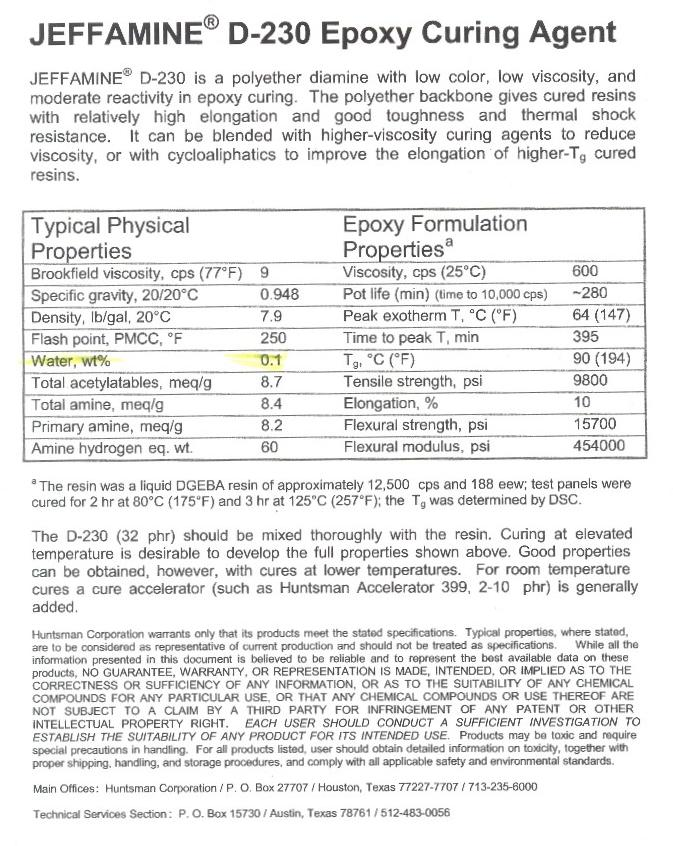 JEFFAMINE® D-230 Epoxy Curing Agent
JEFFAMINE® D-230 is a polyether diamine with low color, low viscosity, and
moderate reactivity in epoxy curing. The polyether backbone gives cured resins
with relatively high elongation and good toughness and thermal shock
resistance. It can be blended with higher-viscosity curing agents to reduce
viscosity, or with cycloaliphatics to improve the elongation of higher-Tg cured
resins.
Typical Physical Properties Epoxy Formulation Propertiesᵃ
Brookfield viscosity, cps (77°F) 9 Viscosity, cps (25°C) 600
Specific gravity, 20/20°C 0.948 Pot life (min) (time to 10,000 cps) ~280
Density, lb/gal, 20°C 7.9 Peak exotherm T, °C (°F) 64 (147)
Flash point, PMCC, °F 250 Time to peak T, min 395
Water, wt% 0.1 Tg, °C (°F) 90 (194)
Total acetylatables, meq/g 8.7 Tensile strength, psi 9800
Total amine, meq/g 8.4 Elongation, % 10
Primary amine, meq/g 8.2 Flexural strength, psi 15700
Amine hydrogen eq. wt. 60 Flexural modulus, psi 454000
ᵃ The resin was a liquid DGEBA resin of approximately 12,500 cps and 188 eew; test panels were
cured for 2 hr at 80°C (175°F) and 3 hr at 125°C (257°F); the Tg was determined by DSC.
The D-230 (32 phr) should be mixed thoroughly with the resin. Curing at elevated
temperature is desirable to develop the full properties shown above. Good properties
can be obtained, however, with cures at lower temperatures. For room temperature
cures a cure accelerator (such as Huntsman Accelerator 399, 2-10 phr) is generally
added.
Huntsman Corporation warrants only that its products meet the stated specifications. Typical properties, where stated,
are to be considered as representative of current production and should not be treated as specifications. While all the
information presented in this document is believed to be reliable and to represent the best available data on these
products, NO GUARANTEE, WARRANTY, OR REPRESENTATION IS MADE, INTENDED, OR IMPLIED AS TO THE
CORRECTNESS OR SUFFICIENCY OF ANY INFORMATION, OR AS TO THE SUITABILITY OF ANY CHEMICAL
COMPOUNDS FOR ANY PARTICULAR USE, OR THAT ANY CHEMICAL COMPOUNDS OR USE THEREOF ARE
NOT SUBJECT TO A CLAIM BY A THIRD PARTY FOR INFRINGEMENT OF ANY PATENT OR OTHER
INTELLECTUAL PROPERTY RIGHT. EACH USER SHOULD CONDUCT A SUFFICIENT INVESTIGATION TO
ESTABLISH THE SUITABILITY OF ANY PRODUCT FOR ITS INTENDED USE. Products may be toxic and require
special precautions in handling. For all products listed, user should obtain detailed information on toxicity, together with
proper shipping, handling, and storage procedures, and comply with all applicable safety and environmental standards.
Main Offices: Huntsman Corporation / P. O. Box 27707 / Houston, Texas 77227-7707 / 713-235-6000
Technical Services Section: P. O. Box 15730 / Austin, Texas 78761 / 512-483-0056